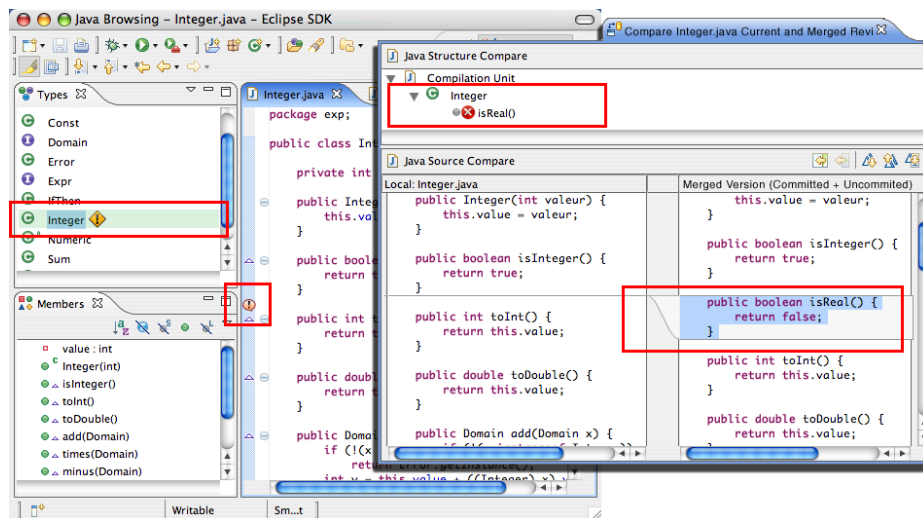 Java Browsing – Integer.java – Eclipse SDK
Types
Const
Domain
Error
Expr
IfThen
Integer
Numeric
Sum
Members
value : int
Integer(int)
isInteger()
toInt()
toDouble()
add(Domain)
times(Domain)
minus(Domain)
Integer.java
package exp;
public class Int
private int
public Integ
this.val
}
public boole
return t
}
public int t
return t
}
public doubl
return t
}
public Domai
if (!(x
int v = this.value + ((Integer) x)
Writable
Sm...t
Compare Integer.java Current and Merged Revi
Java Structure Compare
Compilation Unit
Integer
isReal()
Java Source Compare
Local: Integer.java
public Integer(int valeur) {
this.value = valeur;
}
public boolean isInteger() {
return true;
}
public int toInt() {
return this.value;
}
public double toDouble() {
return this.value;
}
public Domain add(Domain x) {
Merged Version (Committed + Uncommited)
this.value = valeur;
}
public boolean isInteger() {
return true;
}
public boolean isReal() {
return false;
}
public int toInt() {
return this.value;
}
public double toDouble() {
return this.value;